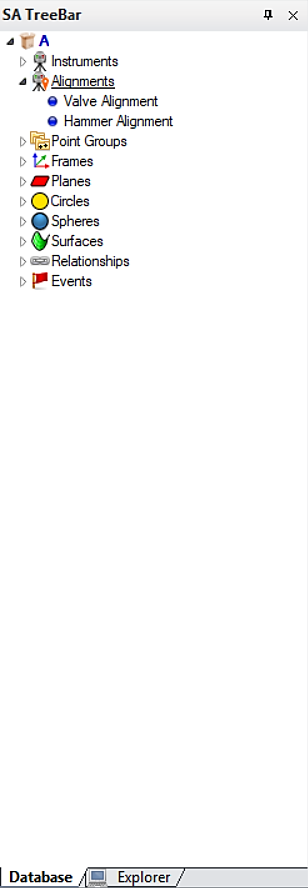 SA TreeBar
A
Instruments
Alignments
Valve Alignment
Hammer Alignment
Point Groups
Frames
Planes
Circles
Spheres
Surfaces
Relationships
Events
Database Explorer